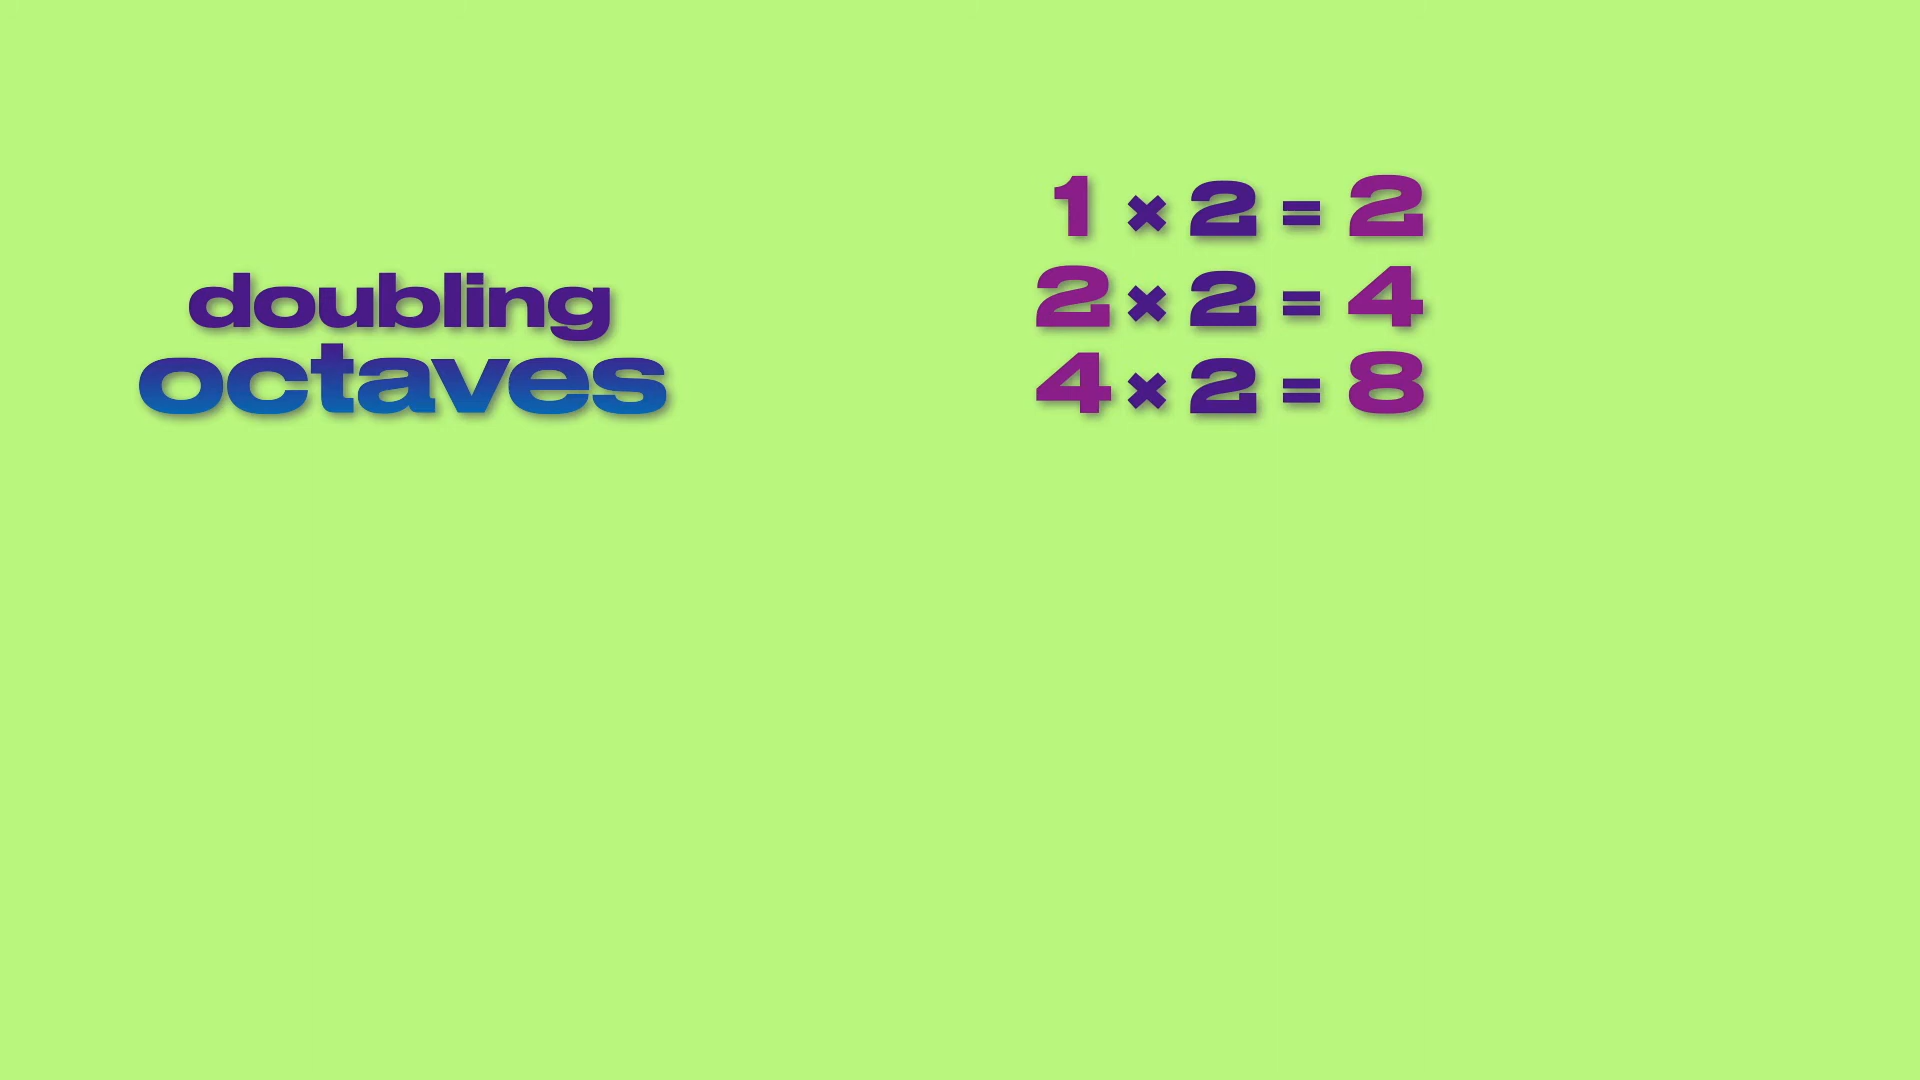 doubling
octaves
1 × 2 = 2
2 × 2 = 4
4 × 2 = 8